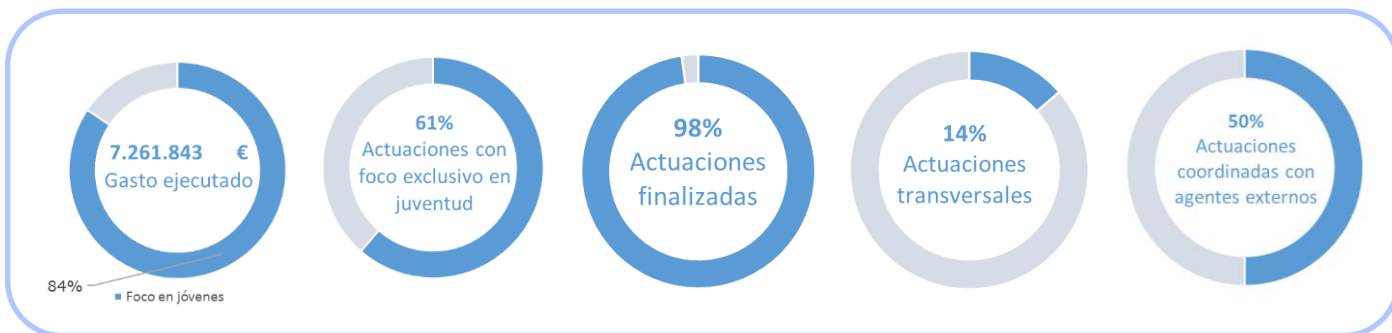 7.261.843 €
Gasto ejecutado
84%
Foco en jóvenes
61%
Actuaciones con
foco exclusivo en
juventud
98%
Actuaciones
finalizadas
14%
Actuaciones
transversales
50%
Actuaciones
coordinadas con
agentes externos